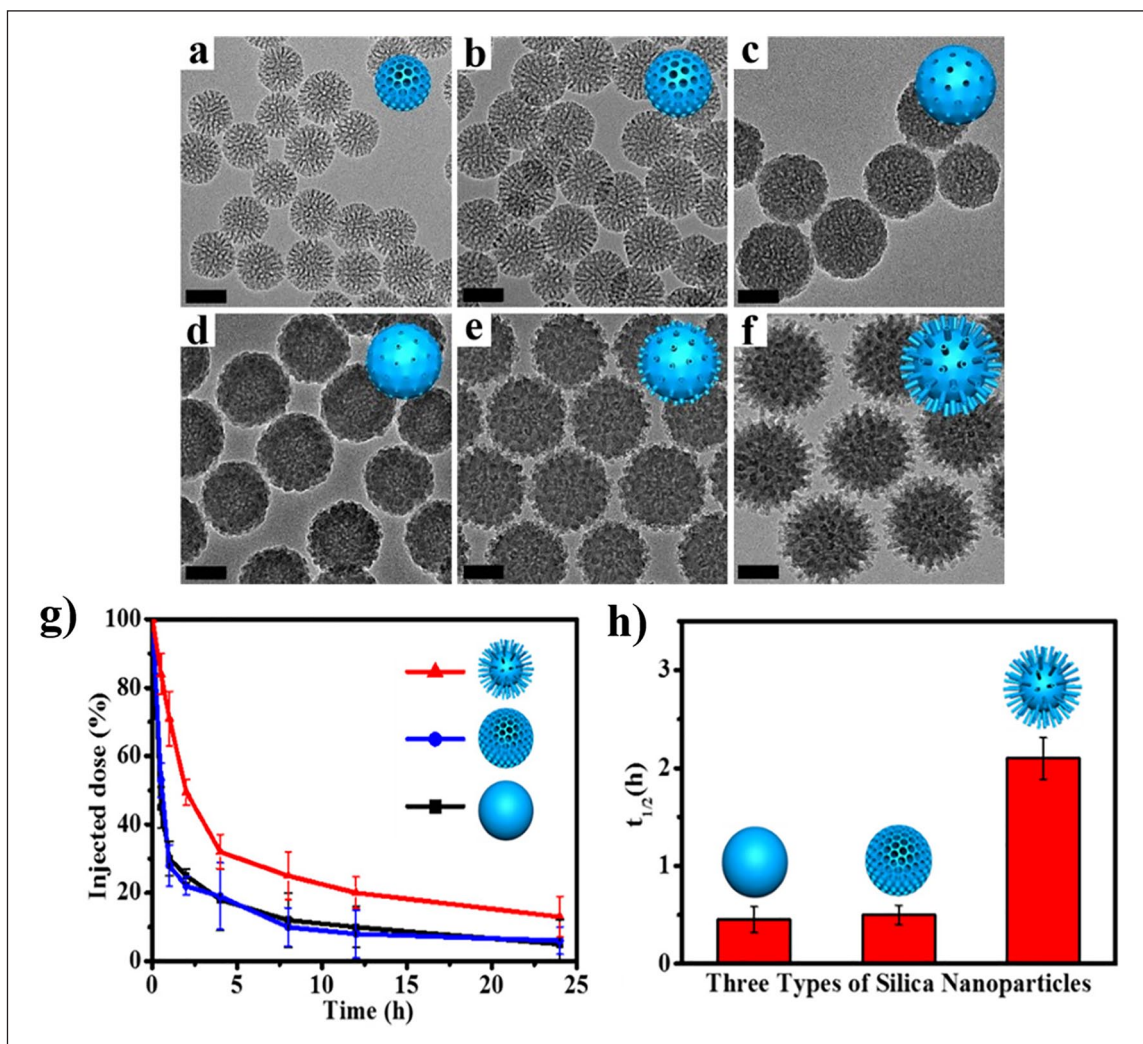 a
b
c
d
e
f
g)
100
80
60
40
20
0
Injected dose (%)
0
5
10
15
20
25
Time (h)
h)
3
2
1
0
t1/2(h)
Three Types of Silica Nanoparticles